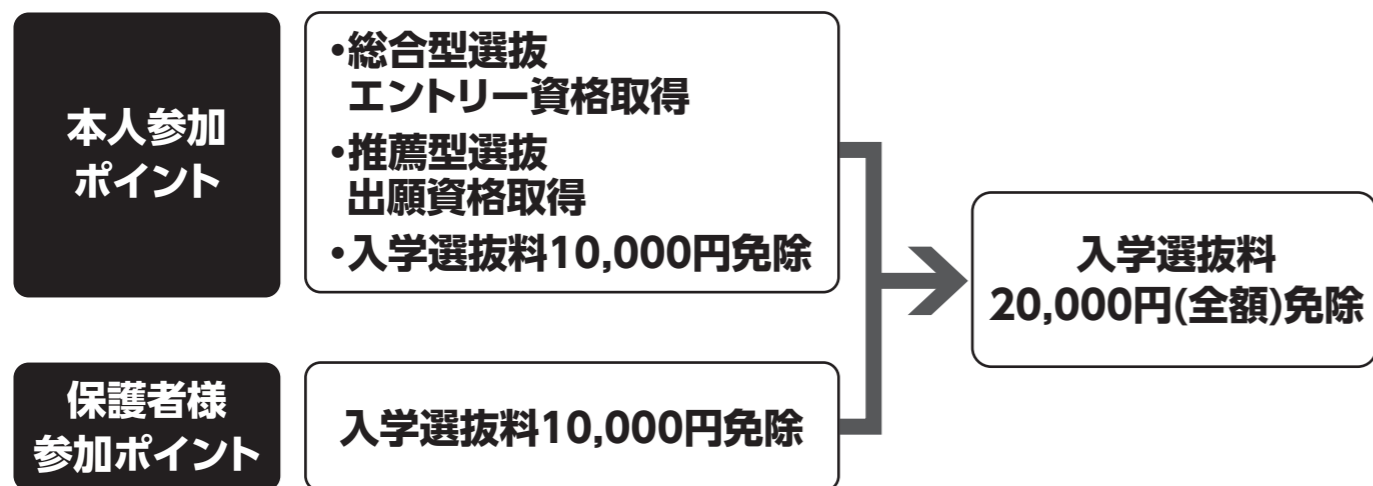 本人参加
ポイント
•総合型選抜
エントリー資格取得
•推薦型選抜
出願資格取得
•入学選抜料10,000円免除
保護者様
参加ポイント
入学選抜料10,000円免除
入学選抜料
20,000円(全額)免除